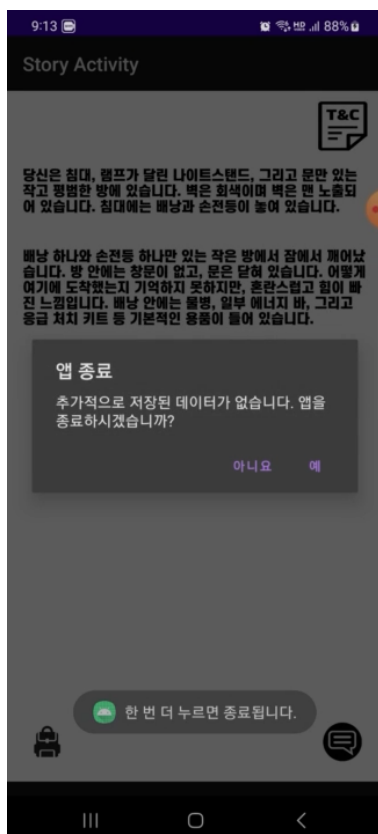 9:13
88%
Story Activity
T&C
당신은 침대, 램프가 달린 나이트스탠드, 그리고 문만 있는
작고 평범한 방에 있습니다. 벽은 회색이며 벽은 맨 노출되
어 있습니다. 침대에는 배낭과 손전등이 놓여 있습니다.
배낭 하나와 손전등 하나만 있는 작은 방에서 잠에서 깨어났
습니다. 방 안에는 창문이 없고, 문은 닫혀 있습니다. 어떻게
여기에 도착했는지 기억하지 못하지만, 혼란스럽고 힘이 빠
진 느낌입니다. 배낭 안에는 물병, 일부 에너지 바, 그리고
응급 처치 키트 등 기본적인 용품이 들어 있습니다.
앱 종료
추가적으로 저장된 데이터가 없습니다. 앱을
종료하시겠습니까?
아니요 예
한 번 더 누르면 종료됩니다.